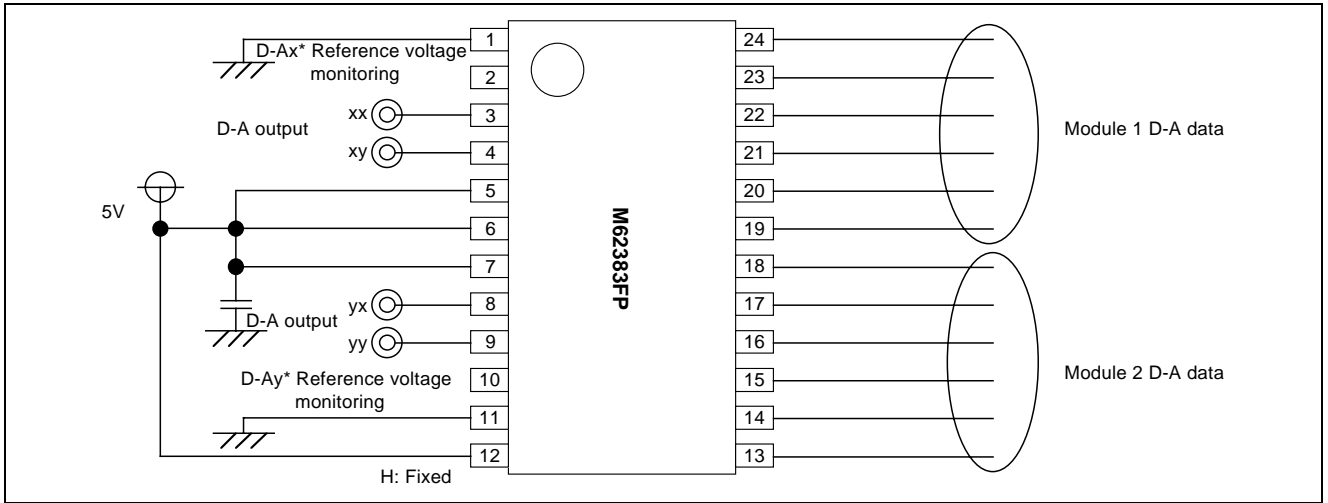 D-Ax* Reference voltage
monitoring
xx
D-A output
xy
5V
yx
D-A output
yy
D-Ay* Reference voltage
monitoring
H: Fixed
1
2
3
4
5
6
7
8
9
10
11
12
M62383FP
24
23
22
21
20
19
18
17
16
15
14
13
Module 1 D-A data
Module 2 D-A data